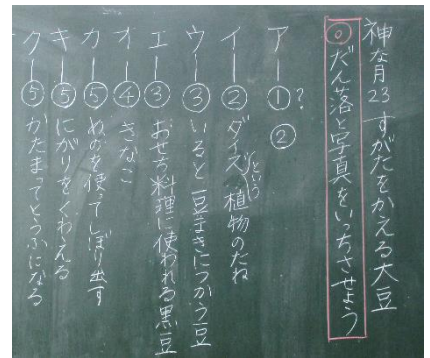 神な月23 すがたをかえる大豆
◎だん落と写真をいっちさせよう
ア─①? ②
イ─②ダイズという植物のたね
ウ─③いると豆まきにつかう豆
エ─③おせち料理に使われる黒豆
オ─④きなこ
カ─⑤ぬのを使ってしぼり出す
キ─⑤にがりをくわえる
ク─⑤かたまってとうふになる